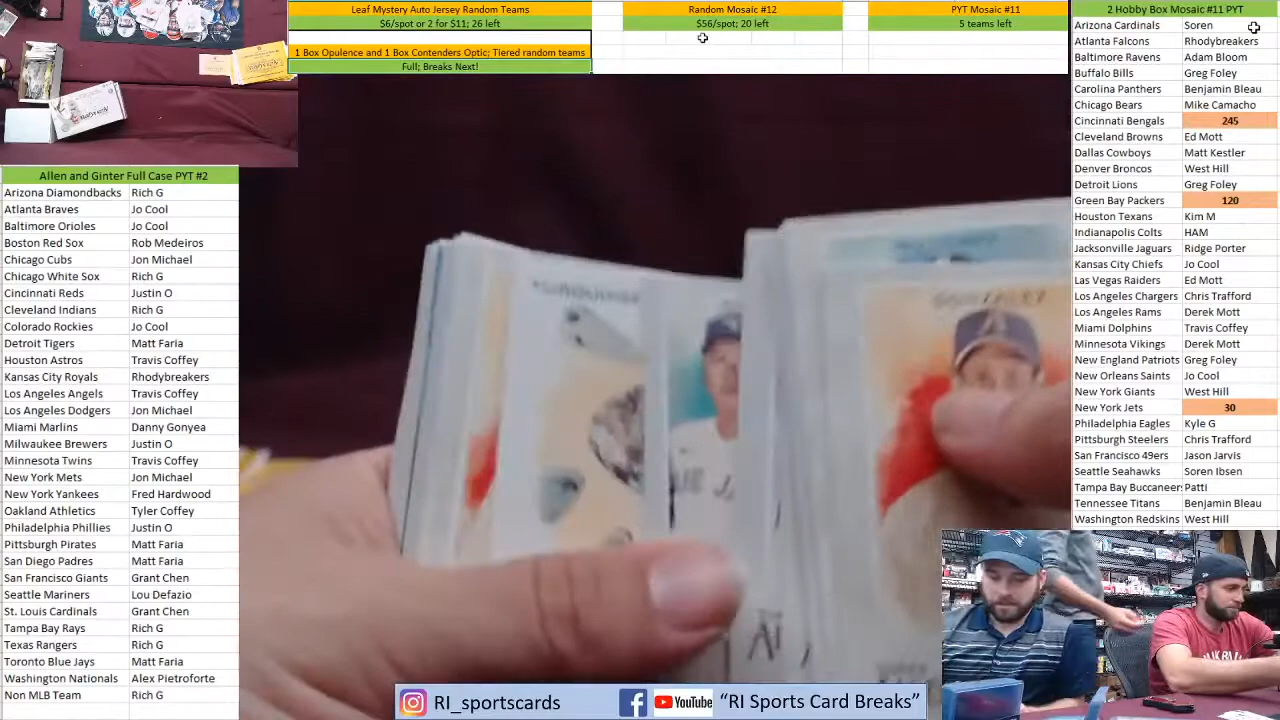 Leaf Mystery Auto Jersey Random Teams
$6/spot or 2 for $11; 26 left
1 Box Opulence and 1 Box Contenders Optic; Tiered random teams
Full; Breaks Next!
Random Mosaic #12
$56/spot; 20 left
PYT Mosaic #11
5 teams left
2 Hobby Box Mosaic #11 PYT
Arizona Cardinals Soren
Atlanta Falcons Rhodybreakers
Baltimore Ravens Adam Bloom
Buffalo Bills Greg Foley
Carolina Panthers Benjamin Bleau
Chicago Bears Mike Camacho
Cincinnati Bengals 245
Cleveland Browns Ed Mott
Dallas Cowboys Matt Kestler
Denver Broncos West Hill
Detroit Lions Greg Foley
Green Bay Packers 120
Houston Texans Kim M
Indianapolis Colts HAM
Jacksonville Jaguars Ridge Porter
Kansas City Chiefs Jo Cool
Las Vegas Raiders Ed Mott
Los Angeles Chargers Chris Trafford
Los Angeles Rams Derek Mott
Miami Dolphins Travis Coffey
Minnesota Vikings Derek Mott
New England Patriots Greg Foley
New Orleans Saints Jo Cool
New York Giants West Hill
New York Jets 30
Philadelphia Eagles Kyle G
Pittsburgh Steelers Chris Trafford
San Francisco 49ers Jason Jarvis
Seattle Seahawks Soren Ibsen
Tampa Bay Buccaneer Patti
Tennessee Titans Benjamin Bleau
Washington Redskins West Hill
Allen and Ginter Full Case PYT #2
Arizona Diamondbacks Rich G
Atlanta Braves Jo Cool
Baltimore Orioles Jo Cool
Boston Red Sox Rob Medeiros
Chicago Cubs Jon Michael
Chicago White Sox Rich G
Cincinnati Reds Justin O
Cleveland Indians Rich G
Colorado Rockies Jo Cool
Detroit Tigers Matt Faria
Houston Astros Travis Coffey
Kansas City Royals Rhodybreakers
Los Angeles Angels Travis Coffey
Los Angeles Dodgers Jon Michael
Miami Marlins Danny Gonyea
Milwaukee Brewers Justin O
Minnesota Twins Travis Coffey
New York Mets Jon Michael
New York Yankees Fred Hardwood
Oakland Athletics Tyler Coffey
Philadelphia Phillies Justin O
Pittsburgh Pirates Matt Faria
San Diego Padres Matt Faria
San Francisco Giants Grant Chen
Seattle Mariners Lou Defazio
St. Louis Cardinals Grant Chen
Tampa Bay Rays Rich G
Texas Rangers Rich G
Toronto Blue Jays Matt Faria
Washington Nationals Alex Pietroforte
Non MLB Team Rich G
RI_sportscards
YouTube "RI Sports Card Breaks"